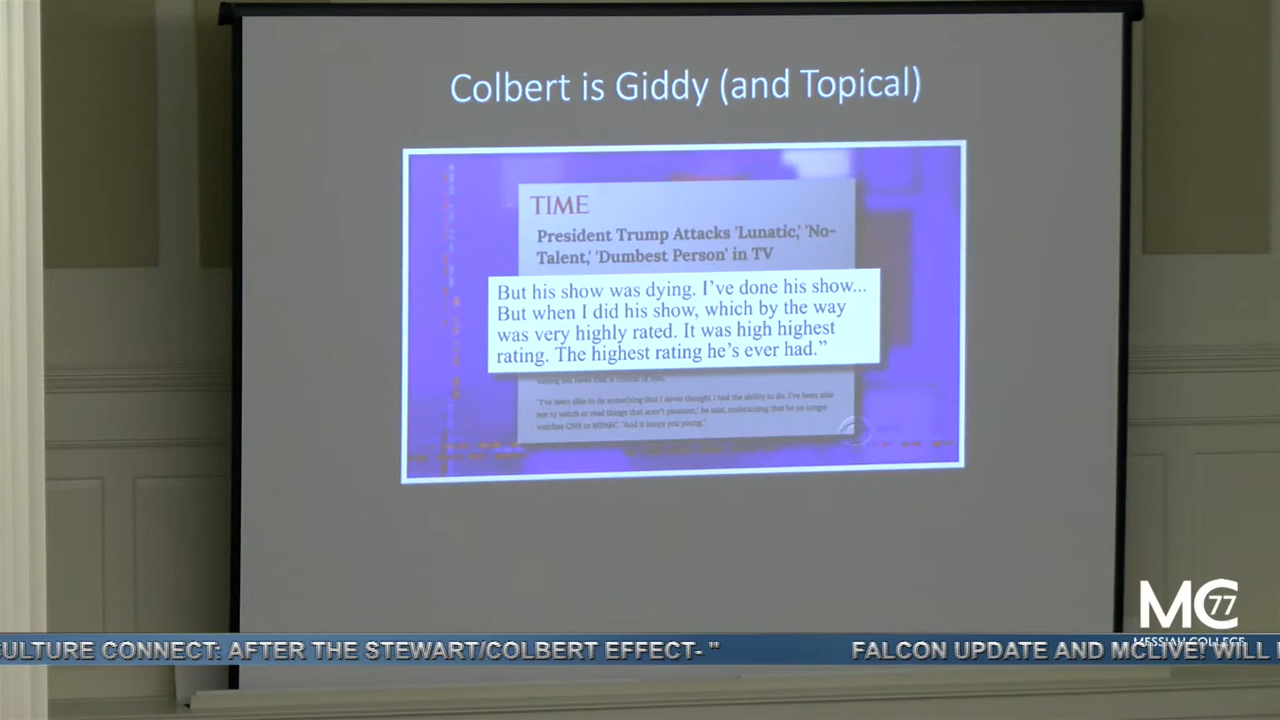 Colbert is Giddy (and Topical)
TIME
President Trump Attacks 'Lunatic,' 'No-
Talent,' 'Dumbest Person' in TV
But his show was dying. I've done his show...
But when I did his show, which by the way
was very highly rated. It was high highest
rating. The highest rating he's ever had."
"I've been able to do something that I never thought I had the ability to do. I've been able
not to watch or read things that aren't pleasant," he said, maintaining that he no longer
watches CNN or MSNBC. "And it keeps you young."
MC
77
MESSIAH COLLEGE
CULTURE CONNECT: AFTER THE STEWART/COLBERT EFFECT- " FALCON UPDATE AND MCLIVE! WILL